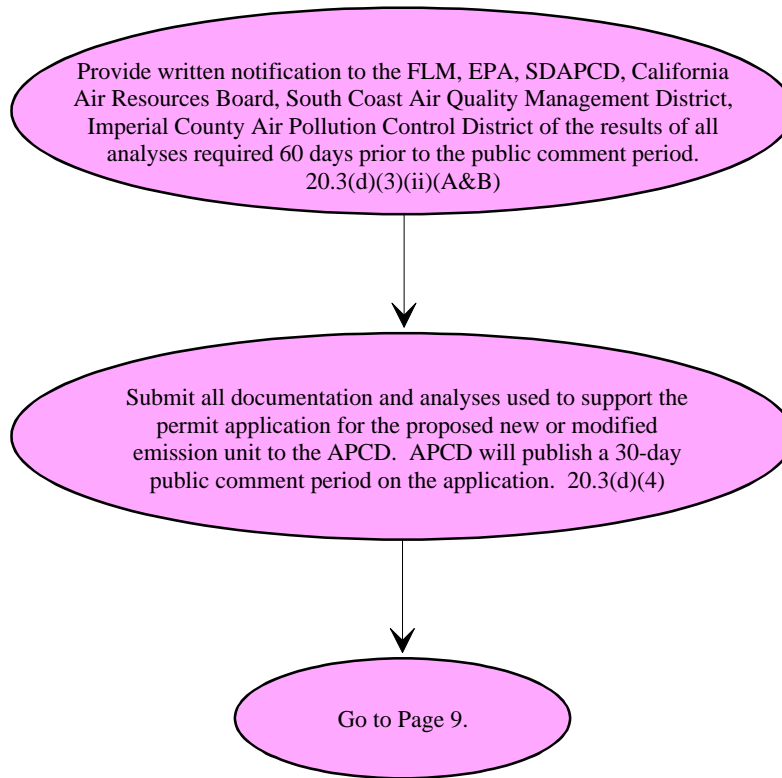 Provide written notification to the FLM, EPA, SDAPCD, California
Air Resources Board, South Coast Air Quality Management District,
Imperial County Air Pollution Control District of the results of all
analyses required 60 days prior to the public comment period.
20.3(d)(3)(ii)(A&B)
Submit all documentation and analyses used to support the
permit application for the proposed new or modified
emission unit to the APCD.  APCD will publish a 30-day
public comment period on the application.  20.3(d)(4)
Go to Page 9.